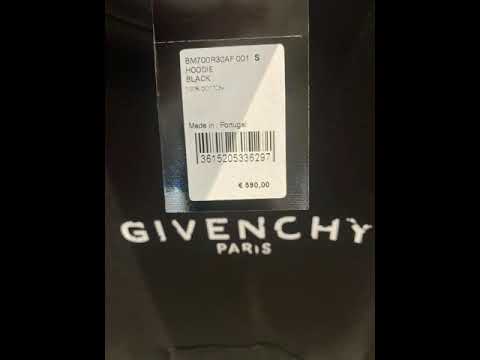 BM700R30AF 001 S
HOODIE
BLACK
100% COTTON
Made in : Portugal
3615205336297
€ 590,00
GIVENCHY
PARIS